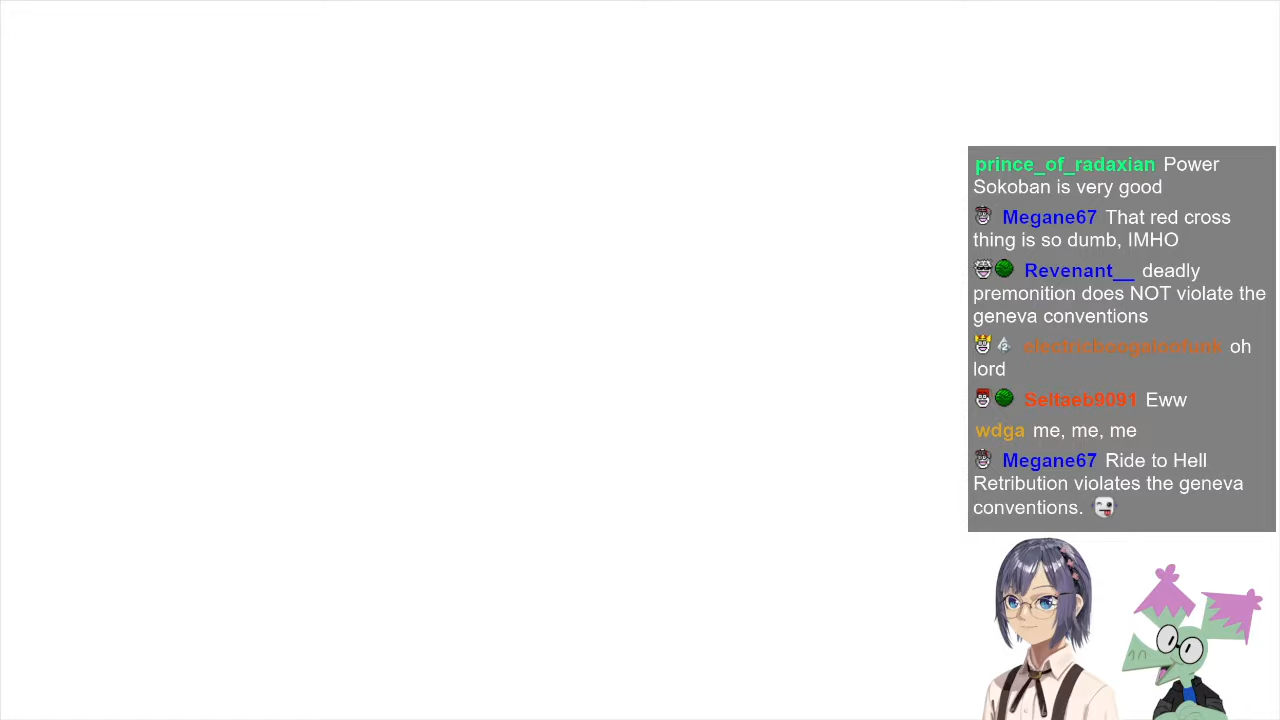 prince_of_radaxian Power
Sokoban is very good
Megane67 That red cross
thing is so dumb, IMHO
Revenant__ deadly
premonition does NOT violate the
geneva conventions
electricboogaloofunk oh
lord
Seltaeb9091 Eww
wdga me, me, me
Megane67 Ride to Hell
Retribution violates the geneva
conventions.